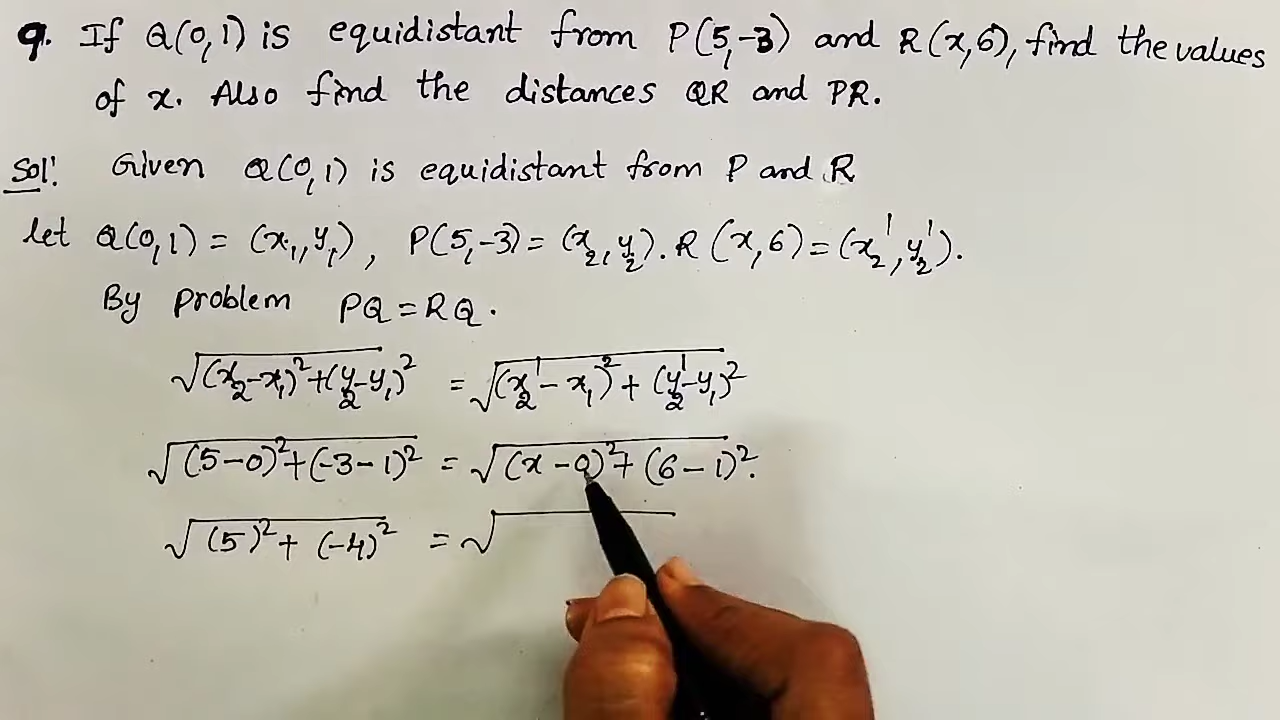 9. If Q(0,1) is equidistant from P(5,-3) and R(x,6), find the values
of x. Also find the distances QR and PR.
Sol: Given Q(0,1) is equidistant from P and R
let Q(0,1) = (x₁, y₁), P(5,-3) = (x₂, y₂). R(x,6) = (x₂', y₂').
By problem PQ = RQ.
√(x₂-x₁)²+(y₂-y₁)² = √(x₂'-x₁)²+(y₂'-y₁)²
√(5-0)²+(-3-1)² = √(x-0)²+(6-1)².
√(5)²+(-4)² = √